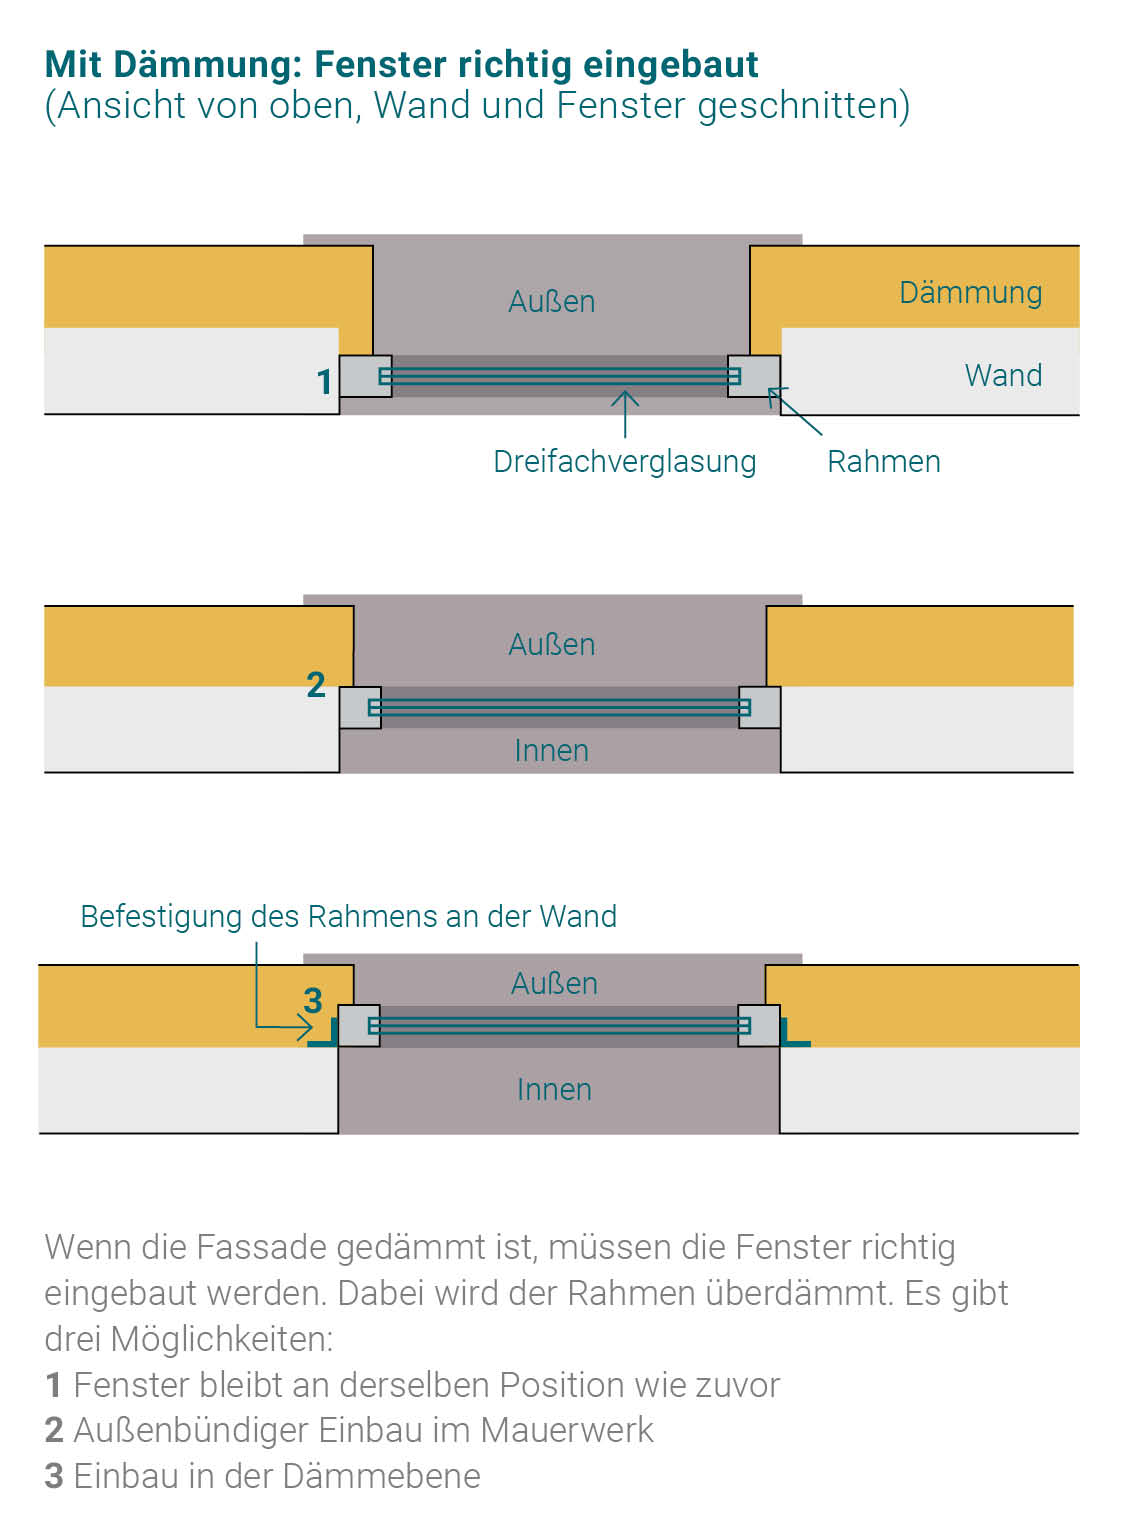 Mit Dämmung: Fenster richtig eingebaut
(Ansicht von oben, Wand und Fenster geschnitten)
Außen
Dämmung
1
Wand
Dreifachverglasung
Rahmen
Außen
2
Innen
Befestigung des Rahmens an der Wand
Außen
3
Innen
Wenn die Fassade gedämmt ist, müssen die Fenster richtig
eingebaut werden. Dabei wird der Rahmen überdämmt. Es gibt
drei Möglichkeiten:
1 Fenster bleibt an derselben Position wie zuvor
2 Außenbündiger Einbau im Mauerwerk
3 Einbau in der Dämmebene